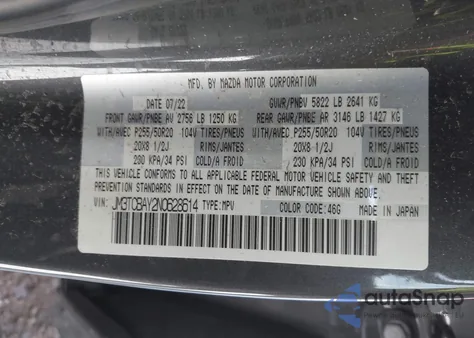 MFD. BY MAZDA MOTOR CORPORATION
DATE 07/22 GVWR/PNBV 5822 LB 2641 KG
FRONT GAWR/PNBE AV 2756 LB 1250 KG REAR GAWR/PNBE AR 3146 LB 1427 KG
WITH/AVEC P255/50R20 104V TIRES/PNEUS WITH/AVEC P255/50R20 104V TIRES/PNEUS
20X8 1/2J RIMS/JANTES 20X8 1/2J RIMS/JANTES
230 KPA/34 PSI COLD/A FROID 230 KPA/34 PSI COLD/A FROID
THIS VEHICLE CONFORMS TO ALL APPLICABLE FEDERAL MOTOR VEHICLE SAFETY, BUMPER, AND THEFT PREVENTION STANDARDS IN
EFFECT ON THE DATE OF MANUFACTURE SHOWN ABOVE.
VIN: JM3TCBAY2N0628614 TYPE:MPV COLOR CODE:46G MADE IN JAPAN
autoSnap